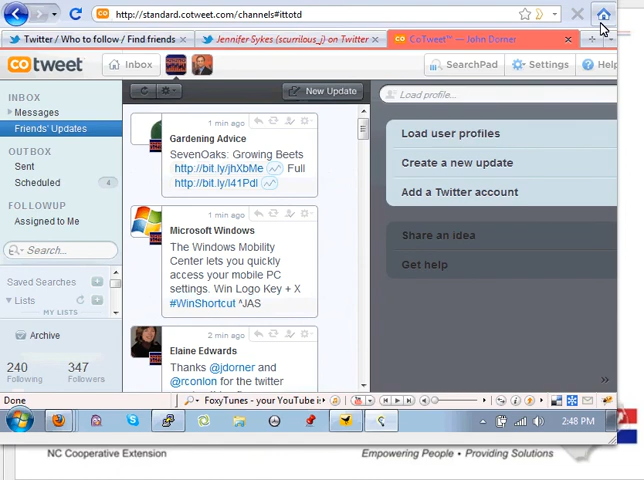 http://standard.cotweet.com/channels#ittotd
Twitter / Who to follow / Find friends
Jennifer Sykes (scurrilous_j) on Twitter
CoTweet™ — John Dorner
cotweet
Inbox
SearchPad
Settings
Help
INBOX
Messages
Friends' Updates
OUTBOX
Sent
Scheduled 4
FOLLOWUP
Assigned to Me
Search...
Saved Searches
Lists
MY LISTS
Archive
240 347
Following Followers
New Update
1 min ago
Gardening Advice
SevenOaks: Growing Beets
http://bit.ly/jhXbMe Full
http://bit.ly/l41Pdl
1 min ago
Microsoft Windows
The Windows Mobility
Center lets you quickly
access your mobile PC
settings. Win Logo Key + X
#WinShortcut ^JAS
2 min ago
Elaine Edwards
Thanks @jdorner and
@rconlon for the twitter
Load profile...
Load user profiles
Create a new update
Add a Twitter account
Share an idea
Get help
Done
FoxyTunes - your YouTube is
2:48 PM
NC Cooperative Extension
Empowering People • Providing Solutions